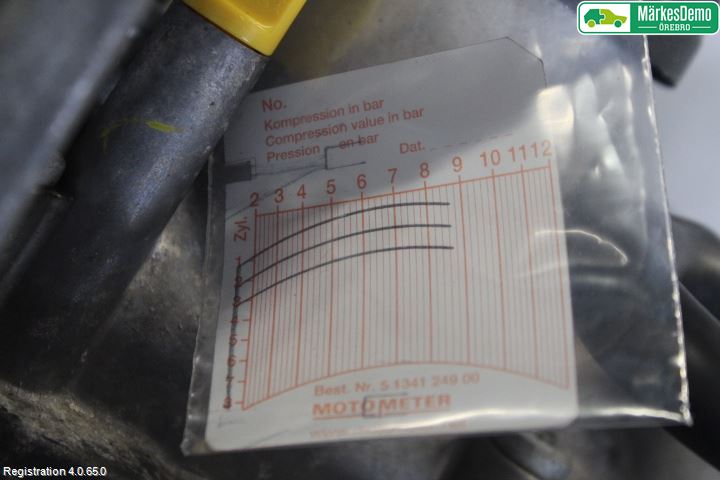 MärkesDemo
ÖREBRO
No.
Kompression in bar
Compression value in bar
Pression en bar
Dat.
2 3 4 5 6 7 8 9 10 11 12
Zyl.
1
2
3
4
5
6
7
8
Best. Nr. 5 1341 249 00
MOTOMETER
Registration 4.0.65.0